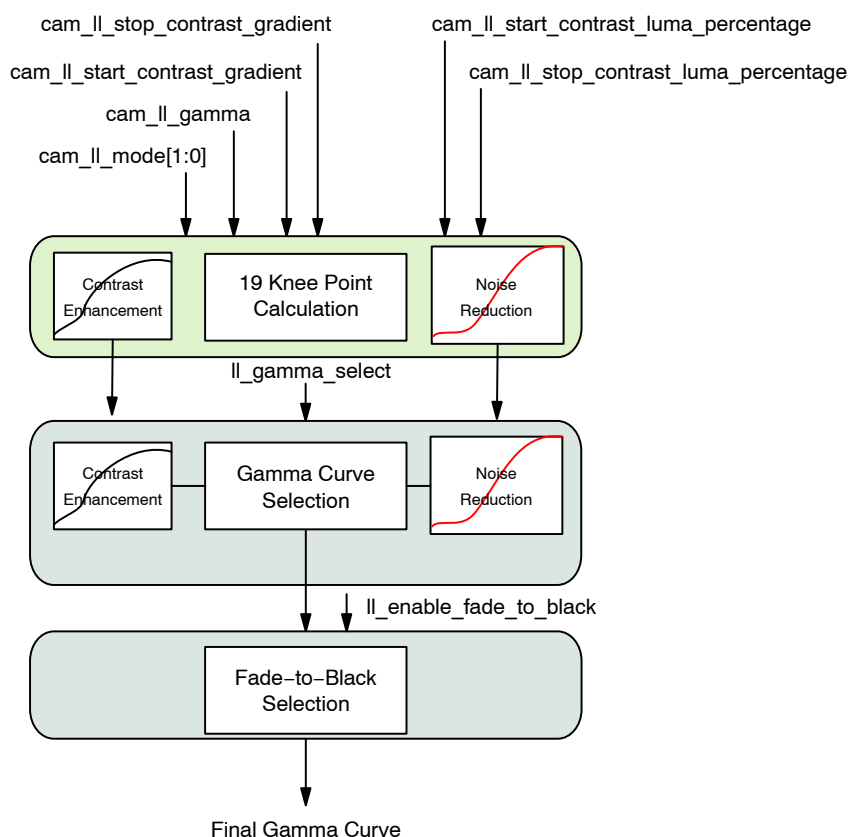 cam_ll_stop_contrast_gradient
cam_ll_start_contrast_luma_percentage
cam_ll_start_contrast_gradient
cam_ll_stop_contrast_luma_percentage
cam_ll_gamma
cam_ll_mode[1:0]
Contrast
Enhancement
19 Knee Point
Calculation
Noise
Reduction
ll_gamma_select
Contrast
Enhancement
Gamma Curve
Selection
Noise
Reduction
ll_enable_fade_to_black
Fade−to−Black
Selection
Final Gamma Curve